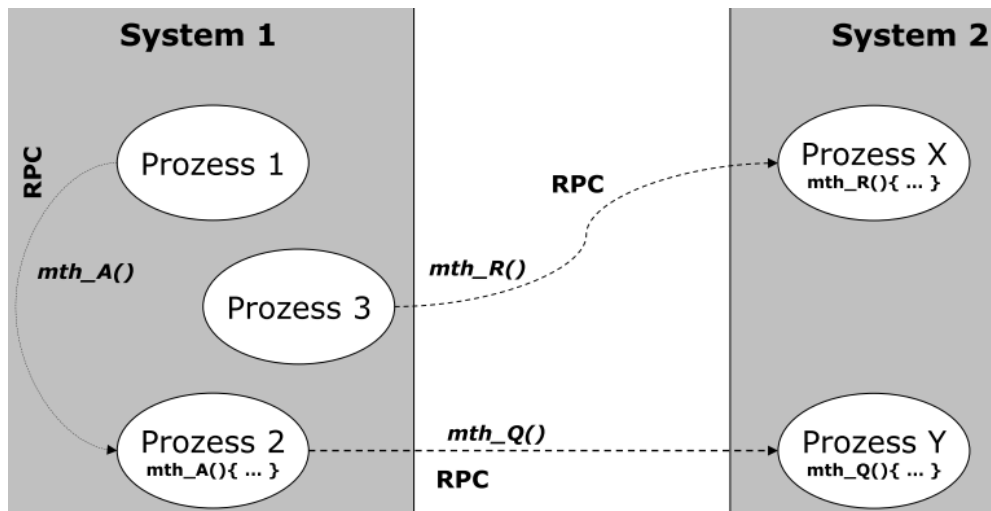 System 1
System 2
RPC
Prozess 1
Prozess X
mth_R(){ ... }
RPC
mth_A()
mth_R()
Prozess 3
Prozess 2
mth_A(){ ... }
mth_Q()
RPC
Prozess Y
mth_Q(){ ... }